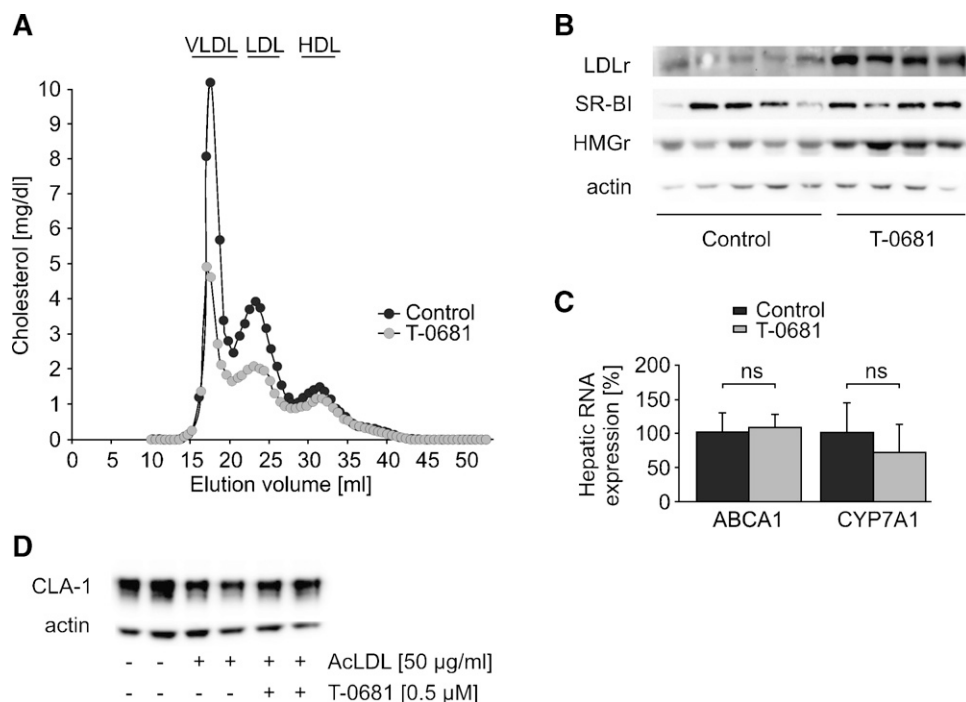 A
VLDL LDL HDL
10
9
8
7
6
5
4
3
2
1
0
Cholesterol [mg/dl]
Control
T-0681
0 5 10 15 20 25 30 35 40 45 50
Elution volume [ml]
B
LDLr
SR-BI
HMGr
actin
Control T-0681
C
Control
T-0681
Hepatic RNA
expression [%]
200
150
100
50
0
ns ns
ABCA1 CYP7A1
D
CLA-1
actin
- - + + + + AcLDL [50 µg/ml]
- - - - + + T-0681 [0.5 µM]